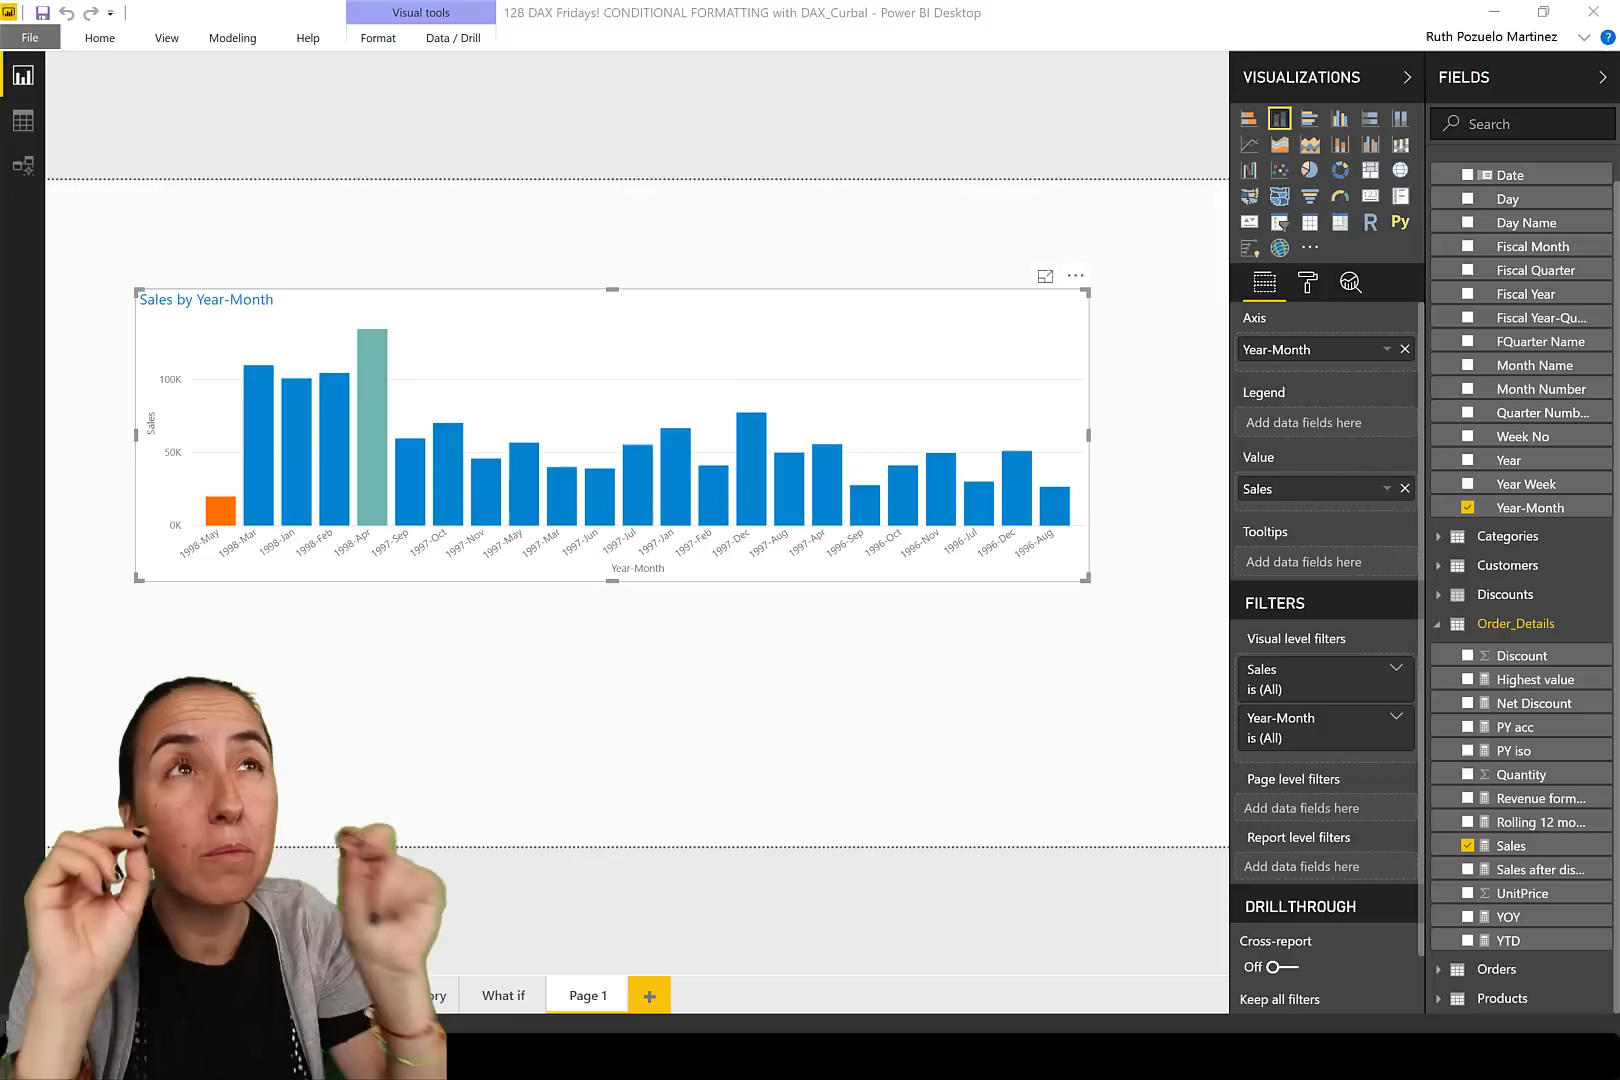 Visual tools
128 DAX Fridays! CONDITIONAL FORMATTING with DAX_Curbal - Power BI Desktop
File
Home
View
Modeling
Help
Format
Data / Drill
Ruth Pozuelo Martinez
?
VISUALIZATIONS
R
Py
Axis
Year-Month
Legend
Add data fields here
Value
Sales
Tooltips
Add data fields here
FILTERS
Visual level filters
Sales
is (All)
Year-Month
is (All)
Page level filters
Add data fields here
Report level filters
Add data fields here
DRILLTHROUGH
Cross-report
Off
Keep all filters
FIELDS
Search
Date
Day
Day Name
Fiscal Month
Fiscal Quarter
Fiscal Year
Fiscal Year-Qu...
FQuarter Name
Month Name
Month Number
Quarter Numb...
Week No
Year
Year Week
Year-Month
Categories
Customers
Discounts
Order_Details
Discount
Highest value
Net Discount
PY acc
PY iso
Quantity
Revenue form...
Rolling 12 mo...
Sales
Sales after dis...
UnitPrice
YOY
YTD
Orders
Products
Sales by Year-Month
100K
50K
0K
Sales
1998-May
1998-Mar
1998-Jan
1998-Feb
1998-Apr
1997-Sep
1997-Oct
1997-Nov
1997-May
1997-Mar
1997-Jun
1997-Jul
1997-Jan
1997-Feb
1997-Dec
1997-Aug
1997-Apr
1996-Sep
1996-Oct
1996-Nov
1996-Jul
1996-Dec
1996-Aug
Year-Month
ory
What if
Page 1